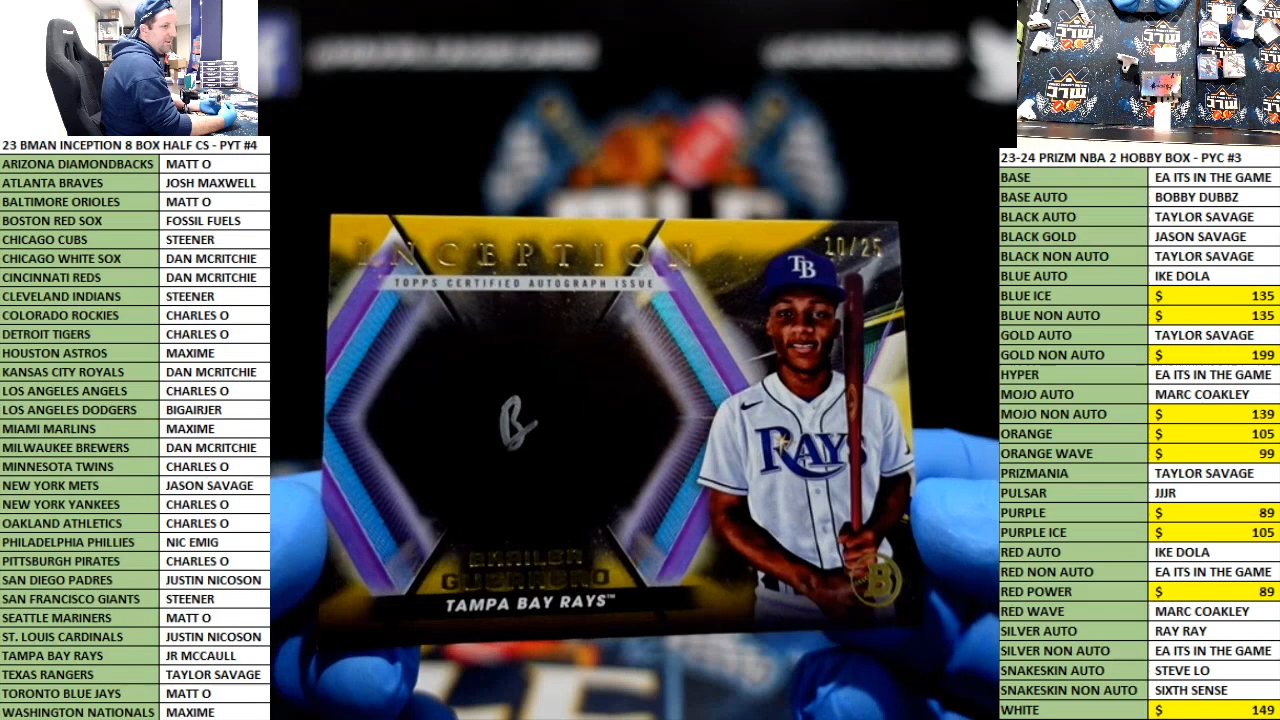 23 BMAN INCEPTION 8 BOX HALF CS - PYT #4
ARIZONA DIAMONDBACKS MATT O
ATLANTA BRAVES JOSH MAXWELL
BALTIMORE ORIOLES MATT O
BOSTON RED SOX FOSSIL FUELS
CHICAGO CUBS STEENER
CHICAGO WHITE SOX DAN MCRITCHIE
CINCINNATI REDS DAN MCRITCHIE
CLEVELAND INDIANS STEENER
COLORADO ROCKIES CHARLES O
DETROIT TIGERS CHARLES O
HOUSTON ASTROS MAXIME
KANSAS CITY ROYALS DAN MCRITCHIE
LOS ANGELES ANGELS CHARLES O
LOS ANGELES DODGERS BIGAIRJER
MIAMI MARLINS MAXIME
MILWAUKEE BREWERS DAN MCRITCHIE
MINNESOTA TWINS CHARLES O
NEW YORK METS JASON SAVAGE
NEW YORK YANKEES CHARLES O
OAKLAND ATHLETICS CHARLES O
PHILADELPHIA PHILLIES NIC EMIG
PITTSBURGH PIRATES CHARLES O
SAN DIEGO PADRES JUSTIN NICOSON
SAN FRANCISCO GIANTS STEENER
SEATTLE MARINERS MATT O
ST. LOUIS CARDINALS JUSTIN NICOSON
TAMPA BAY RAYS JR MCCAULL
TEXAS RANGERS TAYLOR SAVAGE
TORONTO BLUE JAYS MATT O
WASHINGTON NATIONALS MAXIME
INCEPTION
10/25
TOPPS CERTIFIED AUTOGRAPH ISSUE
TB
RAYS
B
GUERRERO
TAMPA BAY RAYS™
B
23-24 PRIZM NBA 2 HOBBY BOX - PYC #3
BASE EA ITS IN THE GAME
BASE AUTO BOBBY DUBBZ
BLACK AUTO TAYLOR SAVAGE
BLACK GOLD JASON SAVAGE
BLACK NON AUTO TAYLOR SAVAGE
BLUE AUTO IKE DOLA
BLUE ICE $ 135
BLUE NON AUTO $ 135
GOLD AUTO TAYLOR SAVAGE
GOLD NON AUTO $ 199
HYPER EA ITS IN THE GAME
MOJO AUTO MARC COAKLEY
MOJO NON AUTO $ 139
ORANGE $ 105
ORANGE WAVE $ 99
PRIZMANIA TAYLOR SAVAGE
PULSAR JJJR
PURPLE $ 89
PURPLE ICE $ 105
RED AUTO IKE DOLA
RED NON AUTO EA ITS IN THE GAME
RED POWER $ 89
RED WAVE MARC COAKLEY
SILVER AUTO RAY RAY
SILVER NON AUTO EA ITS IN THE GAME
SNAKESKIN AUTO STEVE LO
SNAKESKIN NON AUTO SIXTH SENSE
WHITE $ 149